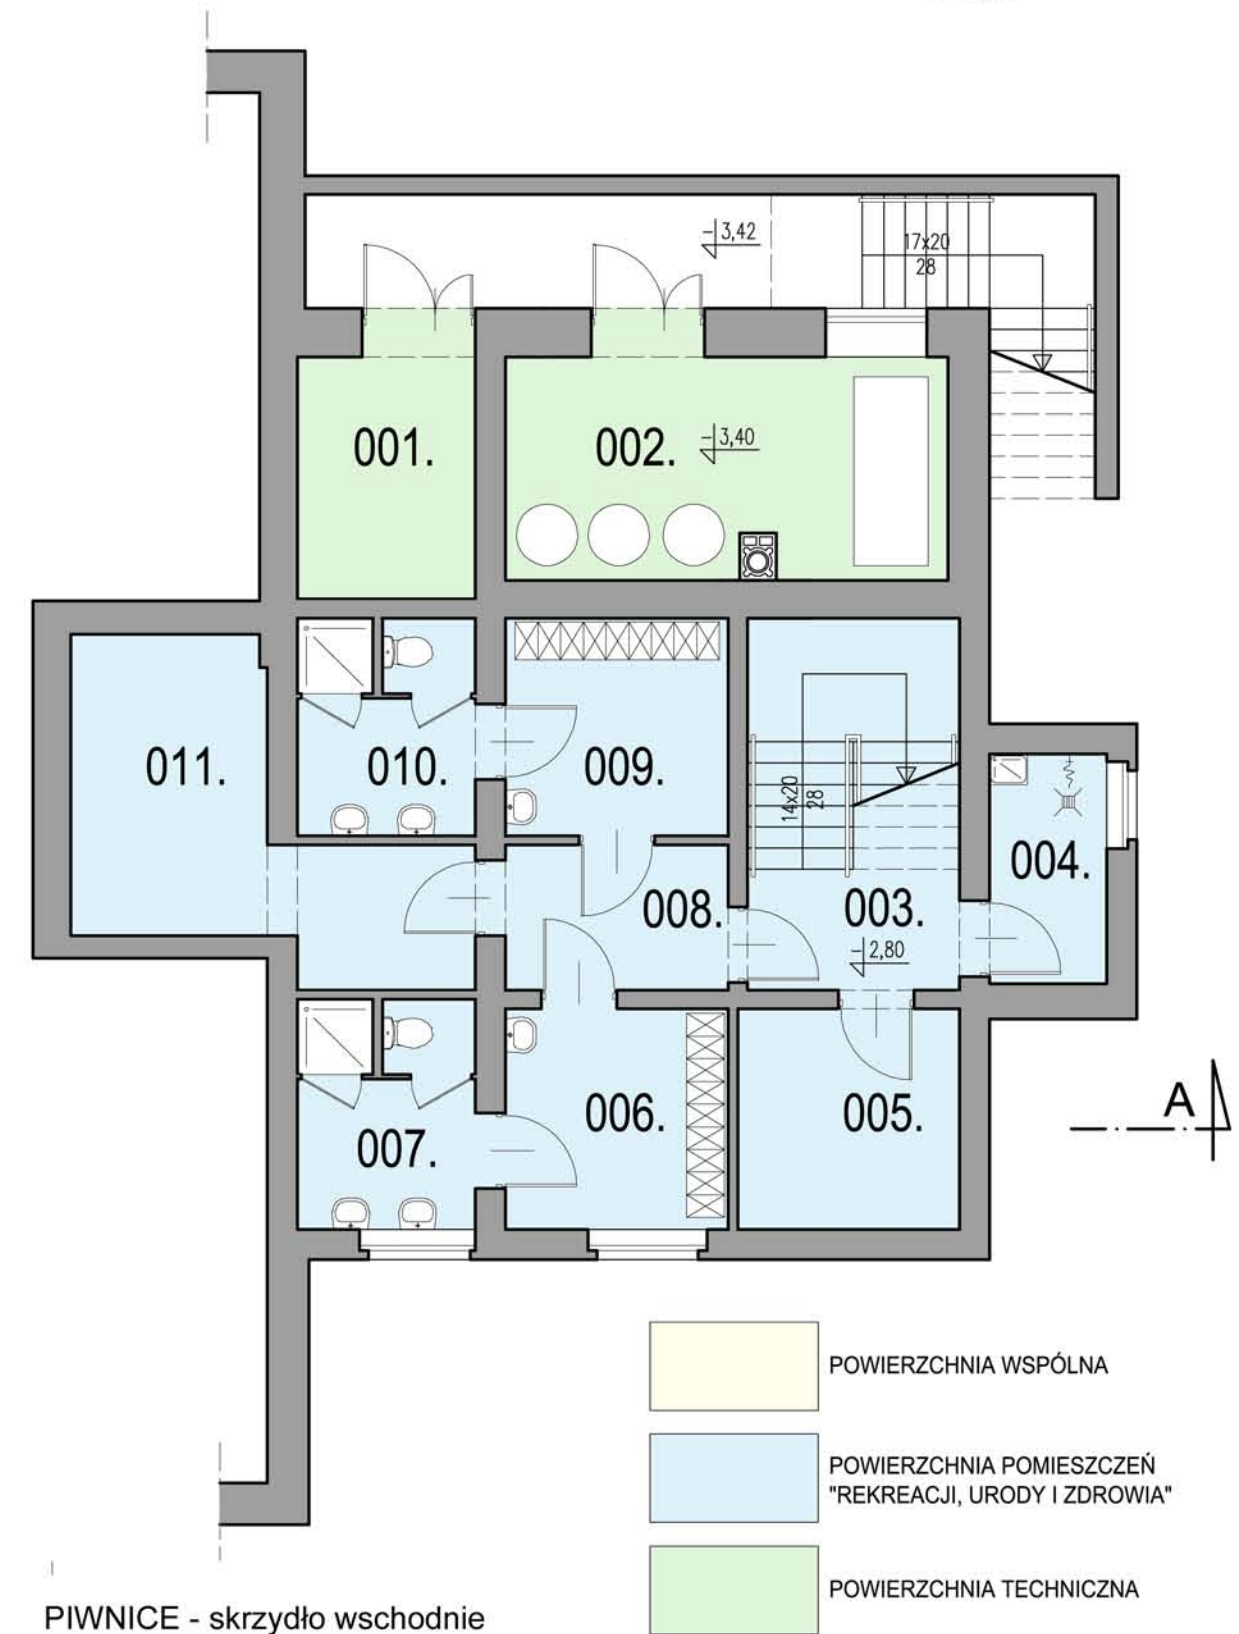 -3,42
17x20
28
001.
002.
-3,40
011.
010.
009.
14x20
28
004.
008.
003.
-2,80
006.
005.
007.
A
POWIERZCHNIA WSPÓLNA
POWIERZCHNIA POMIESZCZEŃ
"REKREACJI, URODY I ZDROWIA"
POWIERZCHNIA TECHNICZNA
PIWNICE - skrzydło wschodnie